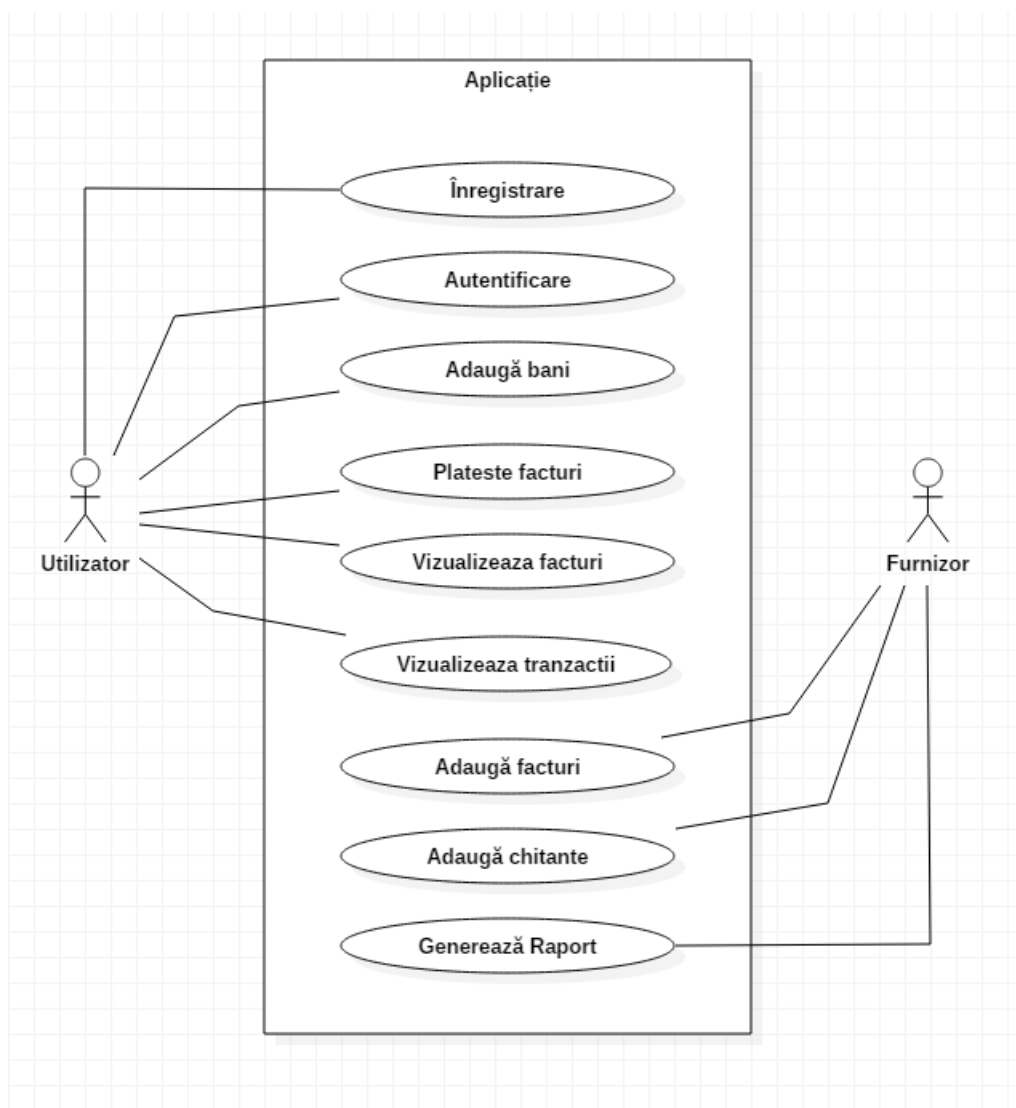 Aplicație
Înregistrare
Autentificare
Adaugă bani
Plateste facturi
Vizualizeaza facturi
Utilizator
Furnizor
Vizualizeaza tranzactii
Adaugă facturi
Adaugă chitante
Generează Raport